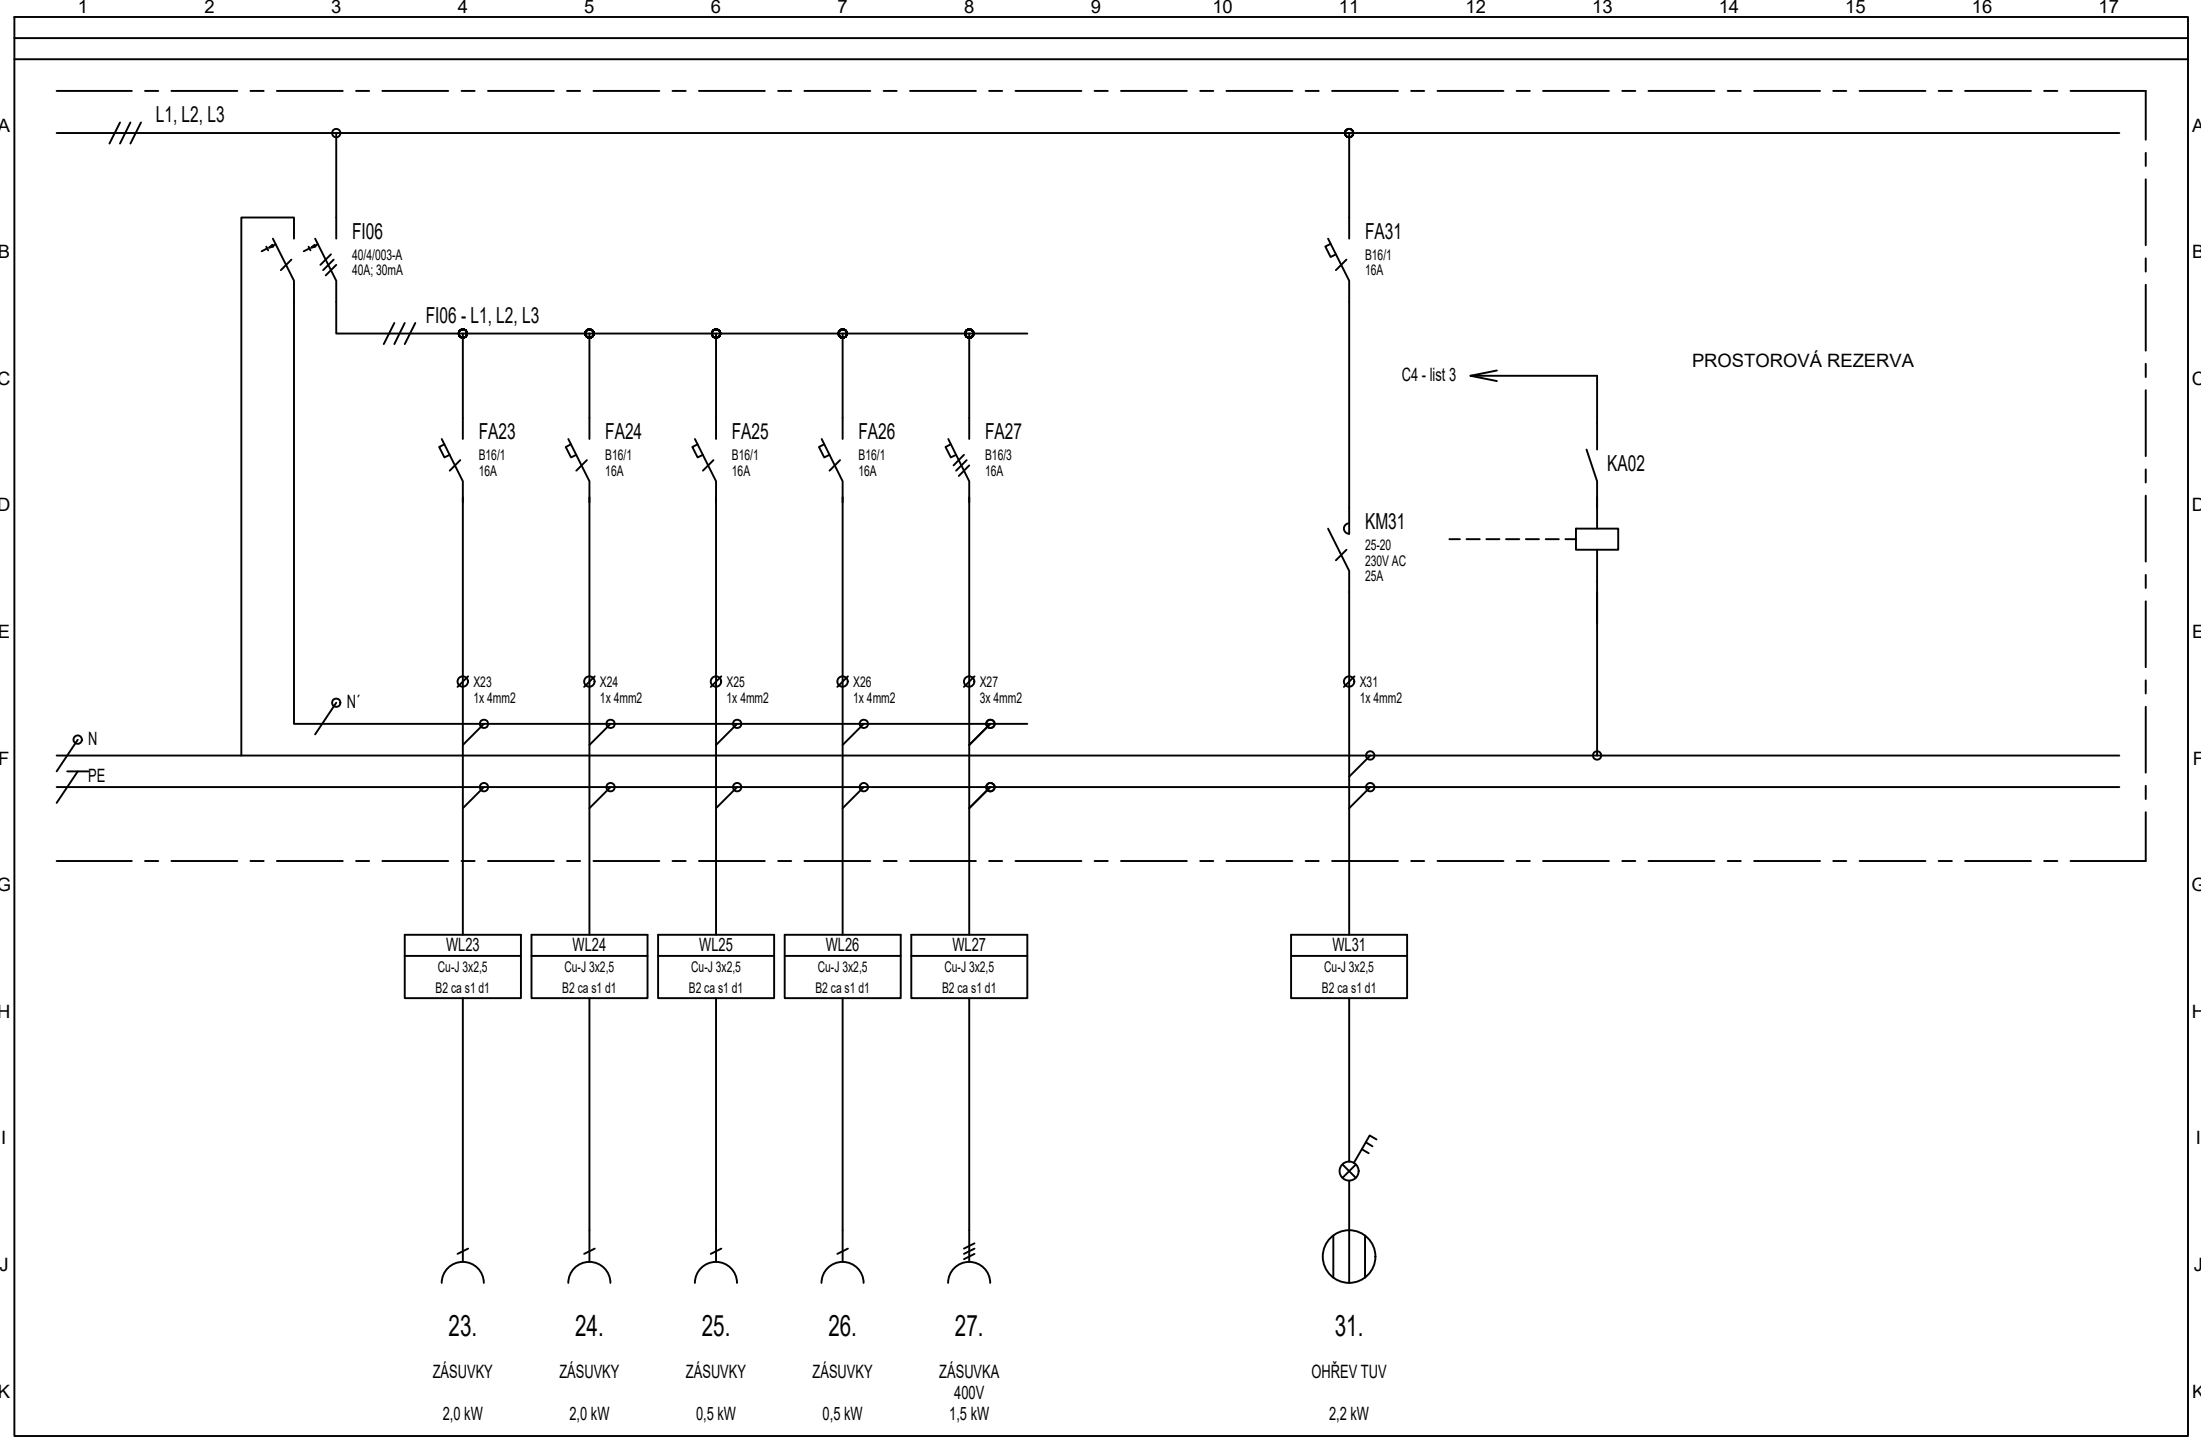 1 2 3 4 5 6 7 8 9 10 11 12 13 14 15 16 17
A L1, L2, L3 A
B FI06 FA31 B
40/4/003-A B16/1
40A; 30mA 16A
FI06 - L1, L2, L3
PROSTOROVÁ REZERVA
C C4 - list 3 C
FA23 FA24 FA25 FA26 FA27
B16/1 B16/1 B16/1 B16/1 B16/3 KA02
16A 16A 16A 16A 16A
D D
KM31
25-20
230V AC
25A
E E
X23 X24 X25 X26 X27 X31
1x 4mm2 1x 4mm2 1x 4mm2 1x 4mm2 3x 4mm2 1x 4mm2
N´
N
F F
PE
G G
WL23 WL24 WL25 WL26 WL27 WL31
Cu-J 3x2,5 Cu-J 3x2,5 Cu-J 3x2,5 Cu-J 3x2,5 Cu-J 3x2,5 Cu-J 3x2,5
B2 ca s1 d1 B2 ca s1 d1 B2 ca s1 d1 B2 ca s1 d1 B2 ca s1 d1 B2 ca s1 d1
H H
I I
J J
23. 24. 25. 26. 27. 31.
ZÁSUVKY ZÁSUVKY ZÁSUVKY ZÁSUVKY ZÁSUVKA OHŘEV TUV
K 400V K
2,0 kW 2,0 kW 0,5 kW 0,5 kW 1,5 kW 2,2 kW